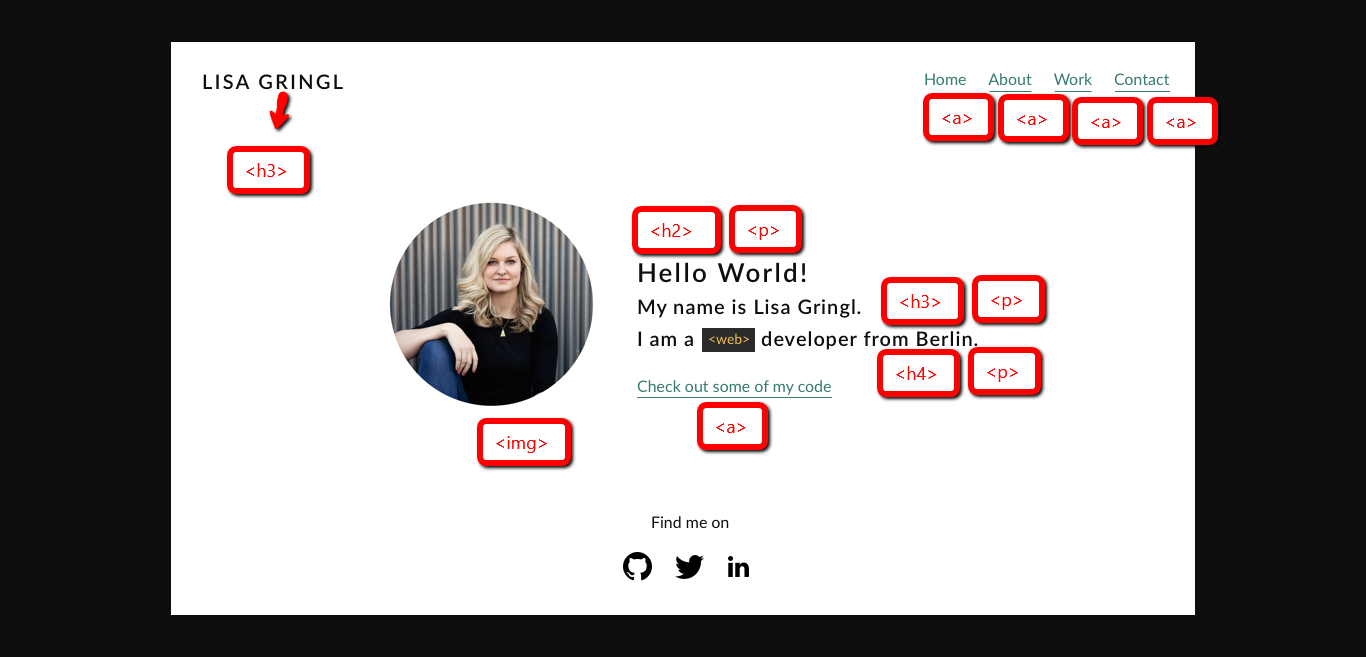 LISA GRINGL
Home About Work Contact
<a> <a> <a> <a>
<h3>
<h2> <p>
Hello World!
<h3> <p>
My name is Lisa Gringl.
I am a <web> developer from Berlin.
<h4> <p>
Check out some of my code
<a>
<img>
Find me on
in